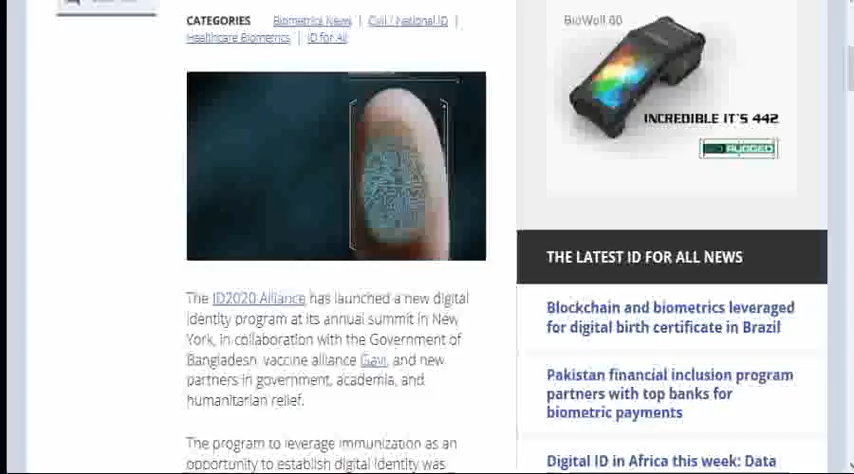 CATEGORIES Biometrics News | Civil / National ID |
Healthcare Biometrics | ID for All
The ID2020 Alliance has launched a new digital
identity program at its annual summit in New
York, in collaboration with the Government of
Bangladesh, vaccine alliance Gavi, and new
partners in government, academia, and
humanitarian relief.
The program to leverage immunization as an
opportunity to establish digital identity was
INCREDIBLE IT'S 442
RUGGED
THE LATEST ID FOR ALL NEWS
Blockchain and biometrics leveraged
for digital birth certificate in Brazil
Pakistan financial inclusion program
partners with top banks for
biometric payments
Digital ID in Africa this week: Data